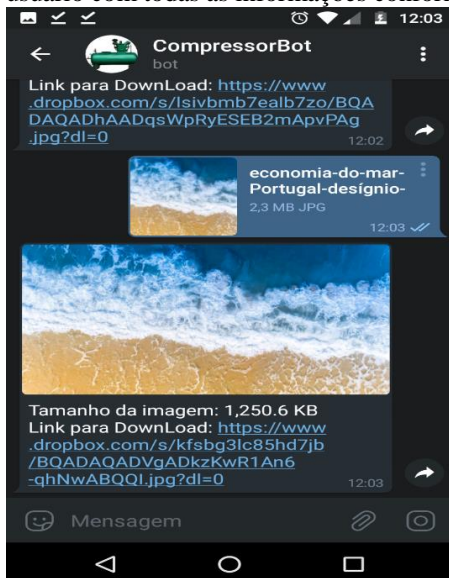 12:03
CompressorBot
bot
Link para DownLoad: https://www
.dropbox.com/s/lsivbmb7ealb7zo/BQA
DAQADhAADqsWpRyESEB2mApvPAg
.jpg?dl=0
12:02
economia-do-mar-
Portugal-desígnio-
2,3 MB JPG
12:03
Tamanho da imagem: 1,250.6 KB
Link para DownLoad: https://www
.dropbox.com/s/kfsbg3lc85hd7jb
/BQADAQADVgADkzKwR1An6
-qhNwABQQI.jpg?dl=0
12:03
Mensagem